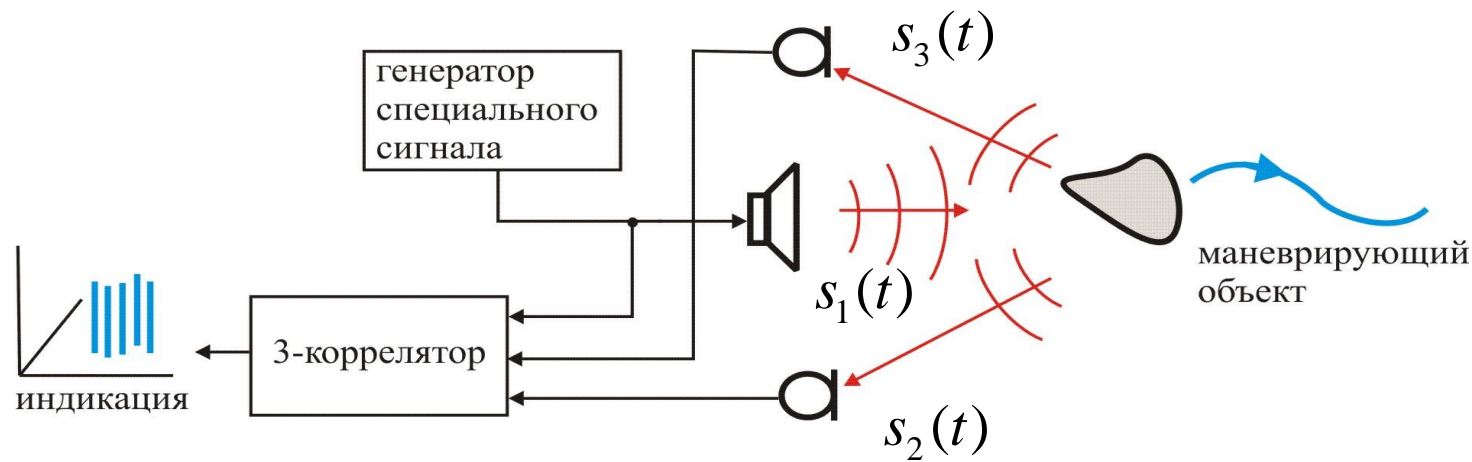 s₃(t)
генератор
специального
сигнала
s₁(t)
маневрирующий
объект
3-коррелятор
индикация
s₂(t)